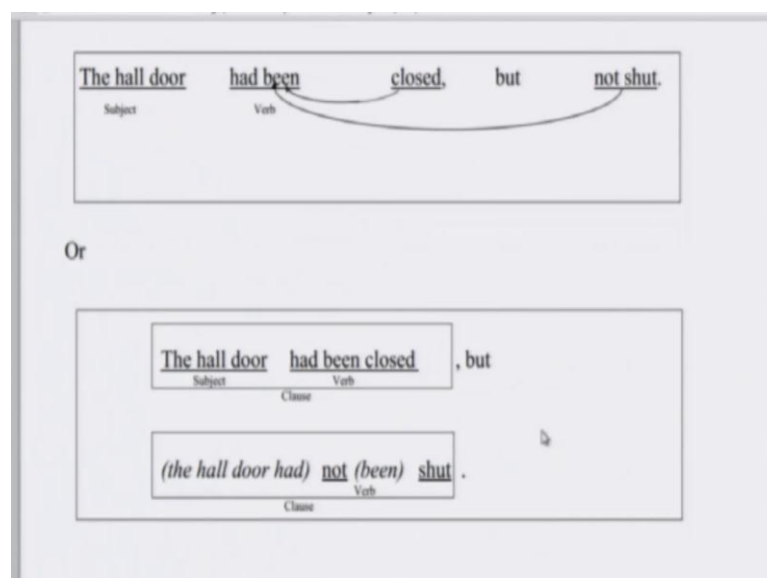 The hall door had been closed, but not shut.
Subject Verb
Or
The hall door had been closed , but
Subject Verb
Clause
(the hall door had) not (been) shut .
Verb
Clause